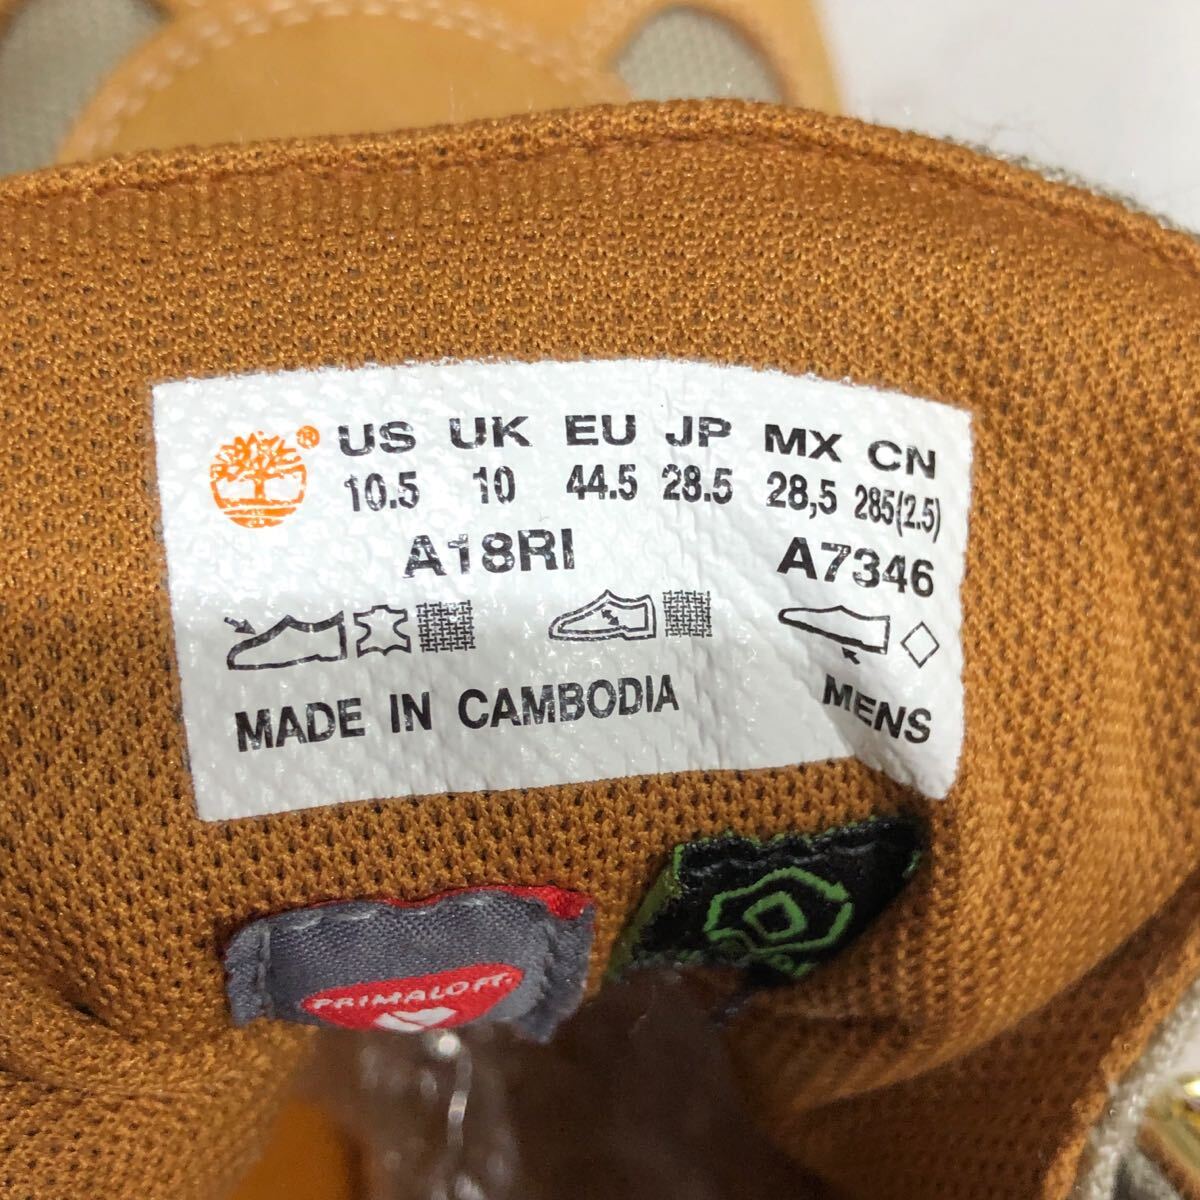 ® US UK EU JP MX CN
10.5 10 44.5 28.5 28,5 285(2.5)
A18RI A7346
MADE IN CAMBODIA MENS
PRIMALOFT